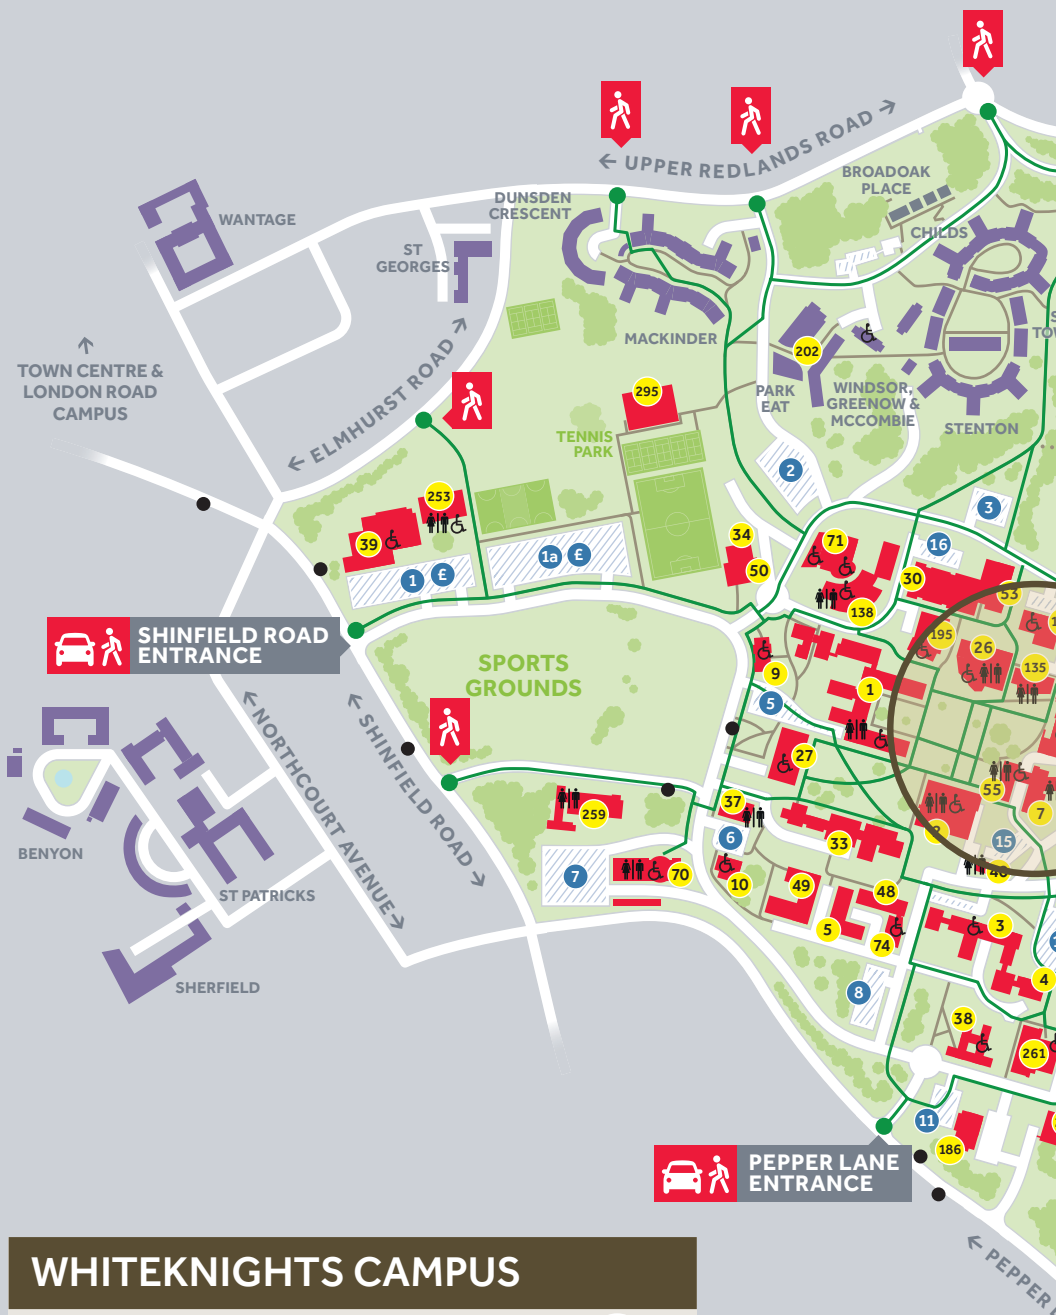 ← UPPER REDLANDS ROAD →
BROADOAK
PLACE
DUNSDEN
CRESCENT
WANTAGE
CHILDS
ST
GEORGES
MACKINDER
202
TOWN CENTRE &
LONDON ROAD
CAMPUS
← ELMHURST ROAD →
295
PARK
EAT
WINDSOR,
GREENOW &
MCCOMBIE
STENTON
TENNIS
PARK
2
253
3
39
34
71
16
1a £
1 £
50
30
53
138
SHINFIELD ROAD
ENTRANCE
195
26
135
SPORTS
GROUNDS
9
1
5
← NORTHCOURT AVENUE →
← SHINFIELD ROAD →
27
55
37
259
7
6
33
15
BENYON
ST PATRICKS
7
70
10
49
48
40
5
74
3
4
SHERFIELD
8
38
261
11
186
PEPPER LANE
ENTRANCE
← PEPPER
WHITEKNIGHTS CAMPUS